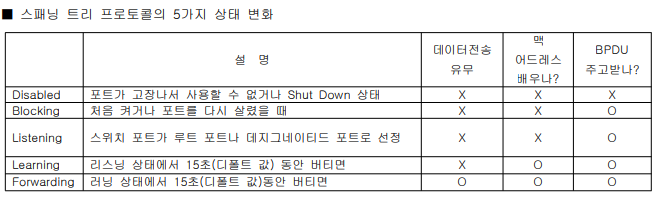 ■ 스패닝 트리 프로토콜의 5가지 상태 변화
설 명 데이터전송 유무 맥 어드레스 배우나? BPDU 주고받나?
Disabled 포트가 고장나서 사용할 수 없거나 Shut Down 상태 X X X
Blocking 처음 켜거나 포트를 다시 살렸을 때 X X O
Listening 스위치 포트가 루트 포트나 데지그네이티드 포트로 선정 X X O
Learning 리스닝 상태에서 15초(디폴트 값) 동안 버티면 X O O
Forwarding 러닝 상태에서 15초(디폴트 값)동안 버티면 O O O